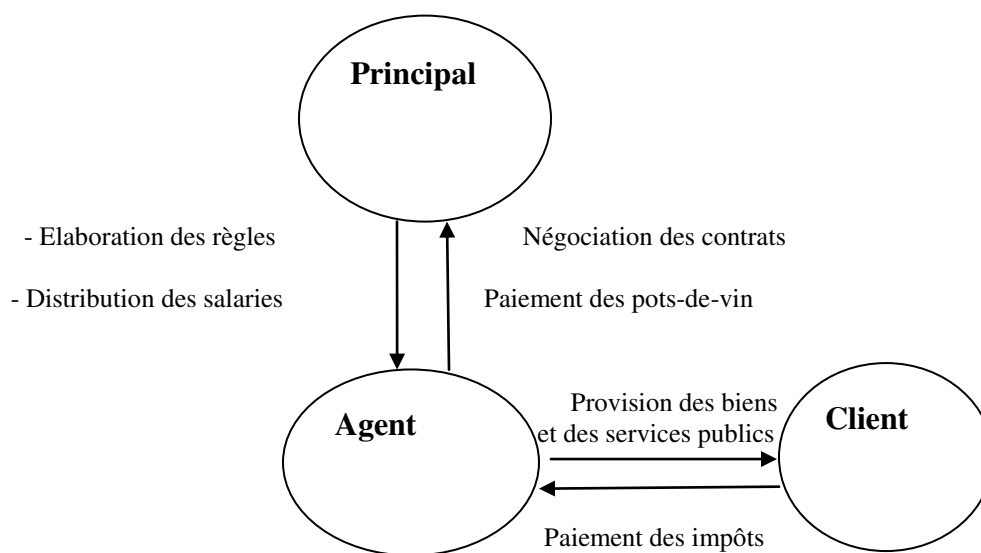 Principal
- Elaboration des règles
Négociation des contrats
- Distribution des salaries
Paiement des pots-de-vin
Agent
Provision des biens
et des services publics
Client
Paiement des impôts